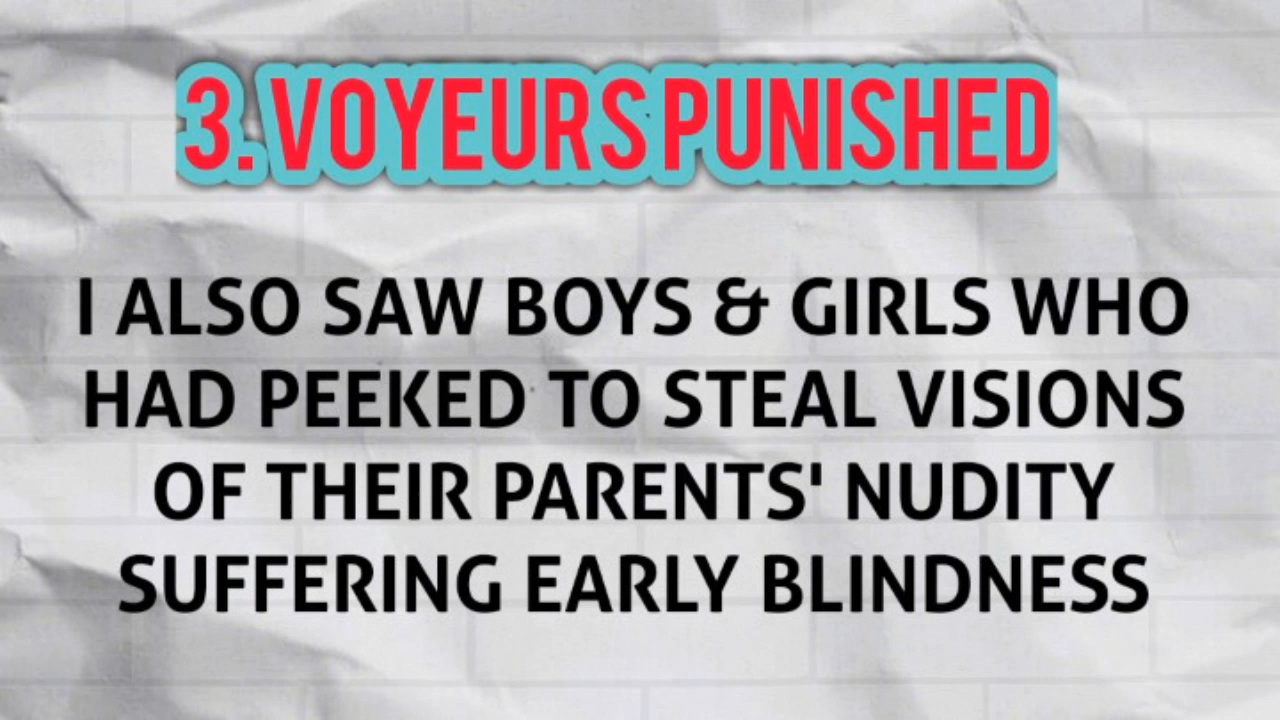 3. VOYEURS PUNISHED
I ALSO SAW BOYS & GIRLS WHO
HAD PEEKED TO STEAL VISIONS
OF THEIR PARENTS' NUDITY
SUFFERING EARLY BLINDNESS